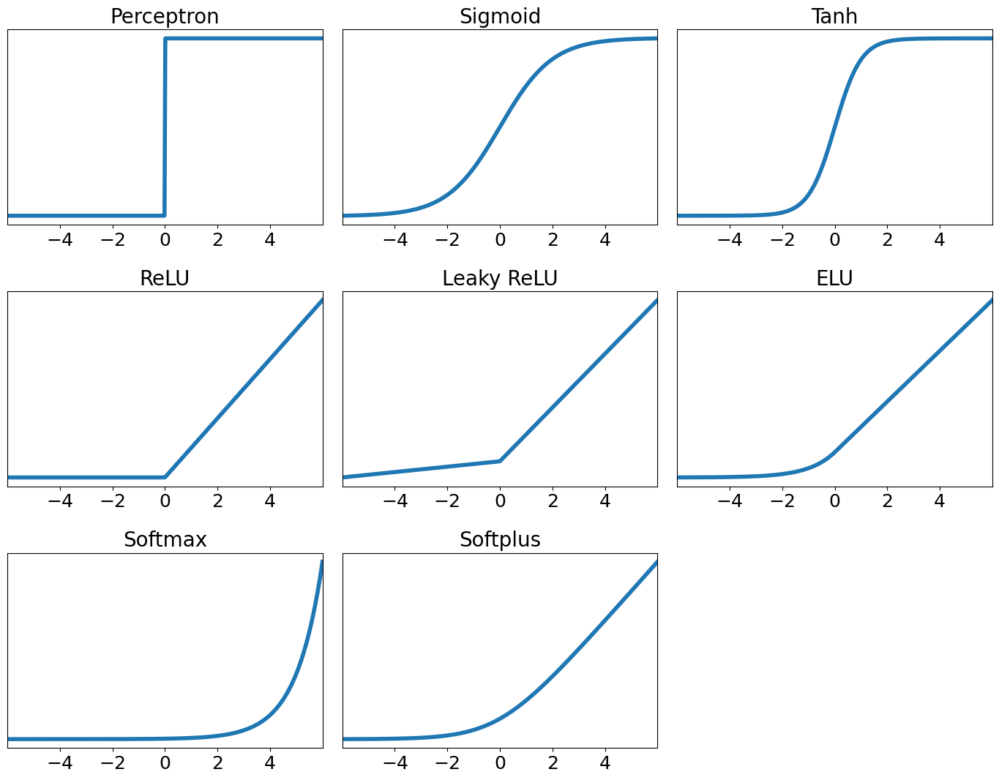 Perceptron Sigmoid Tanh
−4 −2 0 2 4 −4 −2 0 2 4 −4 −2 0 2 4
ReLU Leaky ReLU ELU
−4 −2 0 2 4 −4 −2 0 2 4 −4 −2 0 2 4
Softmax Softplus
−4 −2 0 2 4 −4 −2 0 2 4